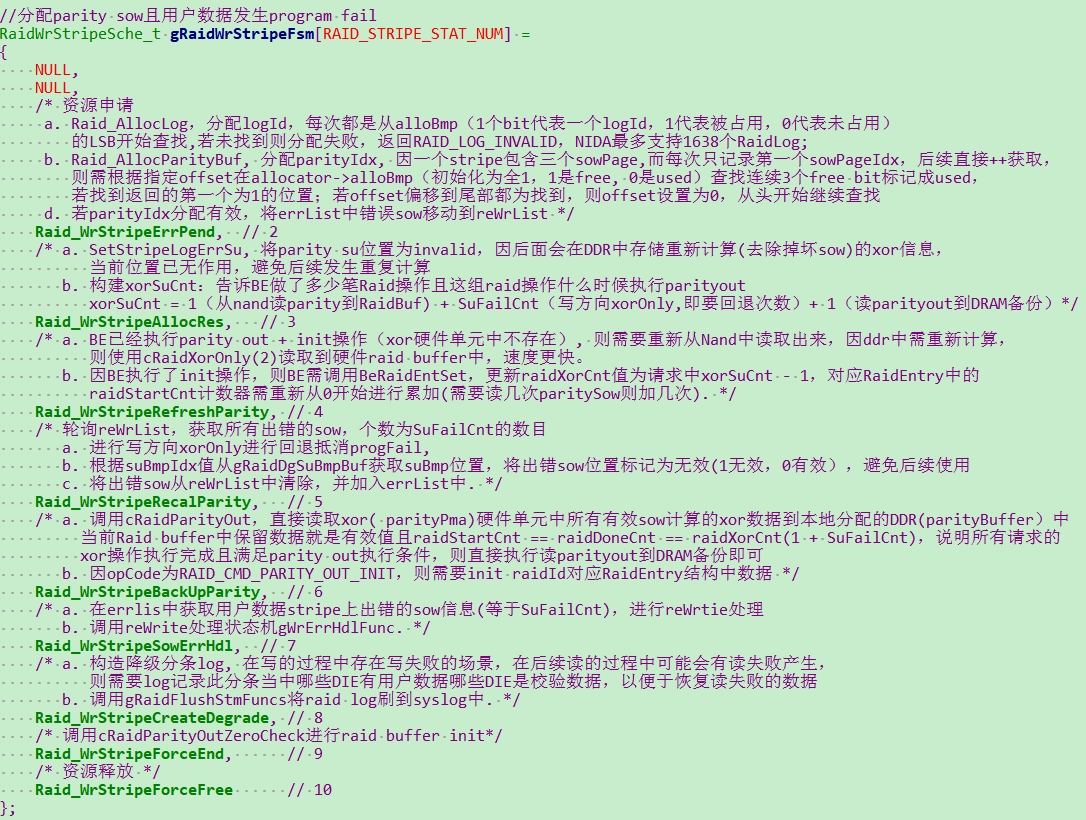 //分配parity sow且用户数据发生program fail
RaidWrStripeSche_t gRaidWrStripeFsm[RAID_STRIPE_STAT_NUM] =
{
NULL,
NULL,
/* 资源申请
a. Raid_AllocLog，分配logId，每次都是从alloBmp（1个bit代表一个logId，1代表被占用，0代表未占用）
的LSB开始查找,若未找到则分配失败，返回RAID_LOG_INVALID，NIDA最多支持1638个RaidLog;
b. Raid_AllocParityBuf, 分配parityIdx, 因一个stripe包含三个sowPage,而每次只记录第一个sowPageIdx，后续直接++获取，
则需根据指定offset在allocator->alloBmp（初始化为全1，1是free, 0是used）查找连续3个free bit标记成used,
若找到返回的第一个为1的位置；若offset偏移到尾部都为找到，则offset设置为0，从头开始继续查找
d. 若parityIdx分配有效，将errList中错误sow移动到reWrList */
Raid_WrStripeErrPend, // 2
/* a. SetStripeLogErrSu, 将parity su位置为invalid，因后面会在DDR中存储重新计算(去除掉坏sow)的xor信息，
当前位置已无作用，避免后续发生重复计算
b. 构建xorSuCnt: 告诉BE做了多少笔Raid操作且这组raid操作什么时候执行parityout
xorSuCnt = 1（从nand读parity到RaidBuf) + SuFailCnt（写方向xorOnly,即要回退次数）+ 1（读parityout到DRAM备份）*/
Raid_WrStripeAllocRes, // 3
/* a. BE已经执行parity out + init操作（xor硬件单元中不存在）, 则需要重新从Nand中读取出来，因ddr中需重新计算，
则使用cRaidXorOnly(2)读取到硬件raid buffer中，速度更快。
b. 因BE执行了init操作, 则BE需调用BeRaidEntSet，更新raidXorCnt值为请求中xorSuCnt - 1，对应RaidEntry中的
raidStartCnt计数器需重新从0开始进行累加(需要读几次paritySow则加几次). */
Raid_WrStripeRefreshParity, // 4
/* 轮询reWrList，获取所有出错的sow，个数为SuFailCnt的数目
a. 进行写方向xorOnly进行回退抵消progFail,
b. 根据suBmpIdx值从gRaidDgSuBmpBuf获取suBmp位置，将出错sow位置标记为无效(1无效，0有效），避免后续使用
c. 将出错sow从reWrList中清除，并加入errList中. */
Raid_WrStripeRecalParity, // 5
/* a. 调用cRaidParityOut，直接读取xor( parityPma)硬件单元中所有有效sow计算的xor数据到本地分配的DDR(parityBuffer）中
当前Raid buffer中保留数据就是有效值且raidStartCnt == raidDoneCnt == raidXorCnt(1 + SuFailCnt)，说明所有请求的
xor操作执行完成且满足parity out执行条件，则直接执行读parityout到DRAM备份即可
b. 因opCode为RAID_CMD_PARITY_OUT_INIT，则需要init raidId对应RaidEntry结构中数据 */
Raid_WrStripeBackUpParity, // 6
/* a. 在errlis中获取用户数据stripe上出错的sow信息(等于SuFailCnt)，进行reWrtie处理
b. 调用reWrite处理状态机gWrErrHdlFunc. */
Raid_WrStripeSowErrHdl, // 7
/* a. 构造降级分条log, 在写的过程中存在写失败的场景，在后续读的过程中可能会有读失败产生，
则需要log记录此分条当中哪些DIE有用户数据哪些DIE是校验数据，以便于恢复读失败的数据
b. 调用gRaidFlushStmFuncs将raid log刷到syslog中. */
Raid_WrStripeCreateDegrade, // 8
/* 调用cRaidParityOutZeroCheck进行raid buffer init*/
Raid_WrStripeForceEnd, // 9
/* 资源释放 */
Raid_WrStripeForceFree // 10
};